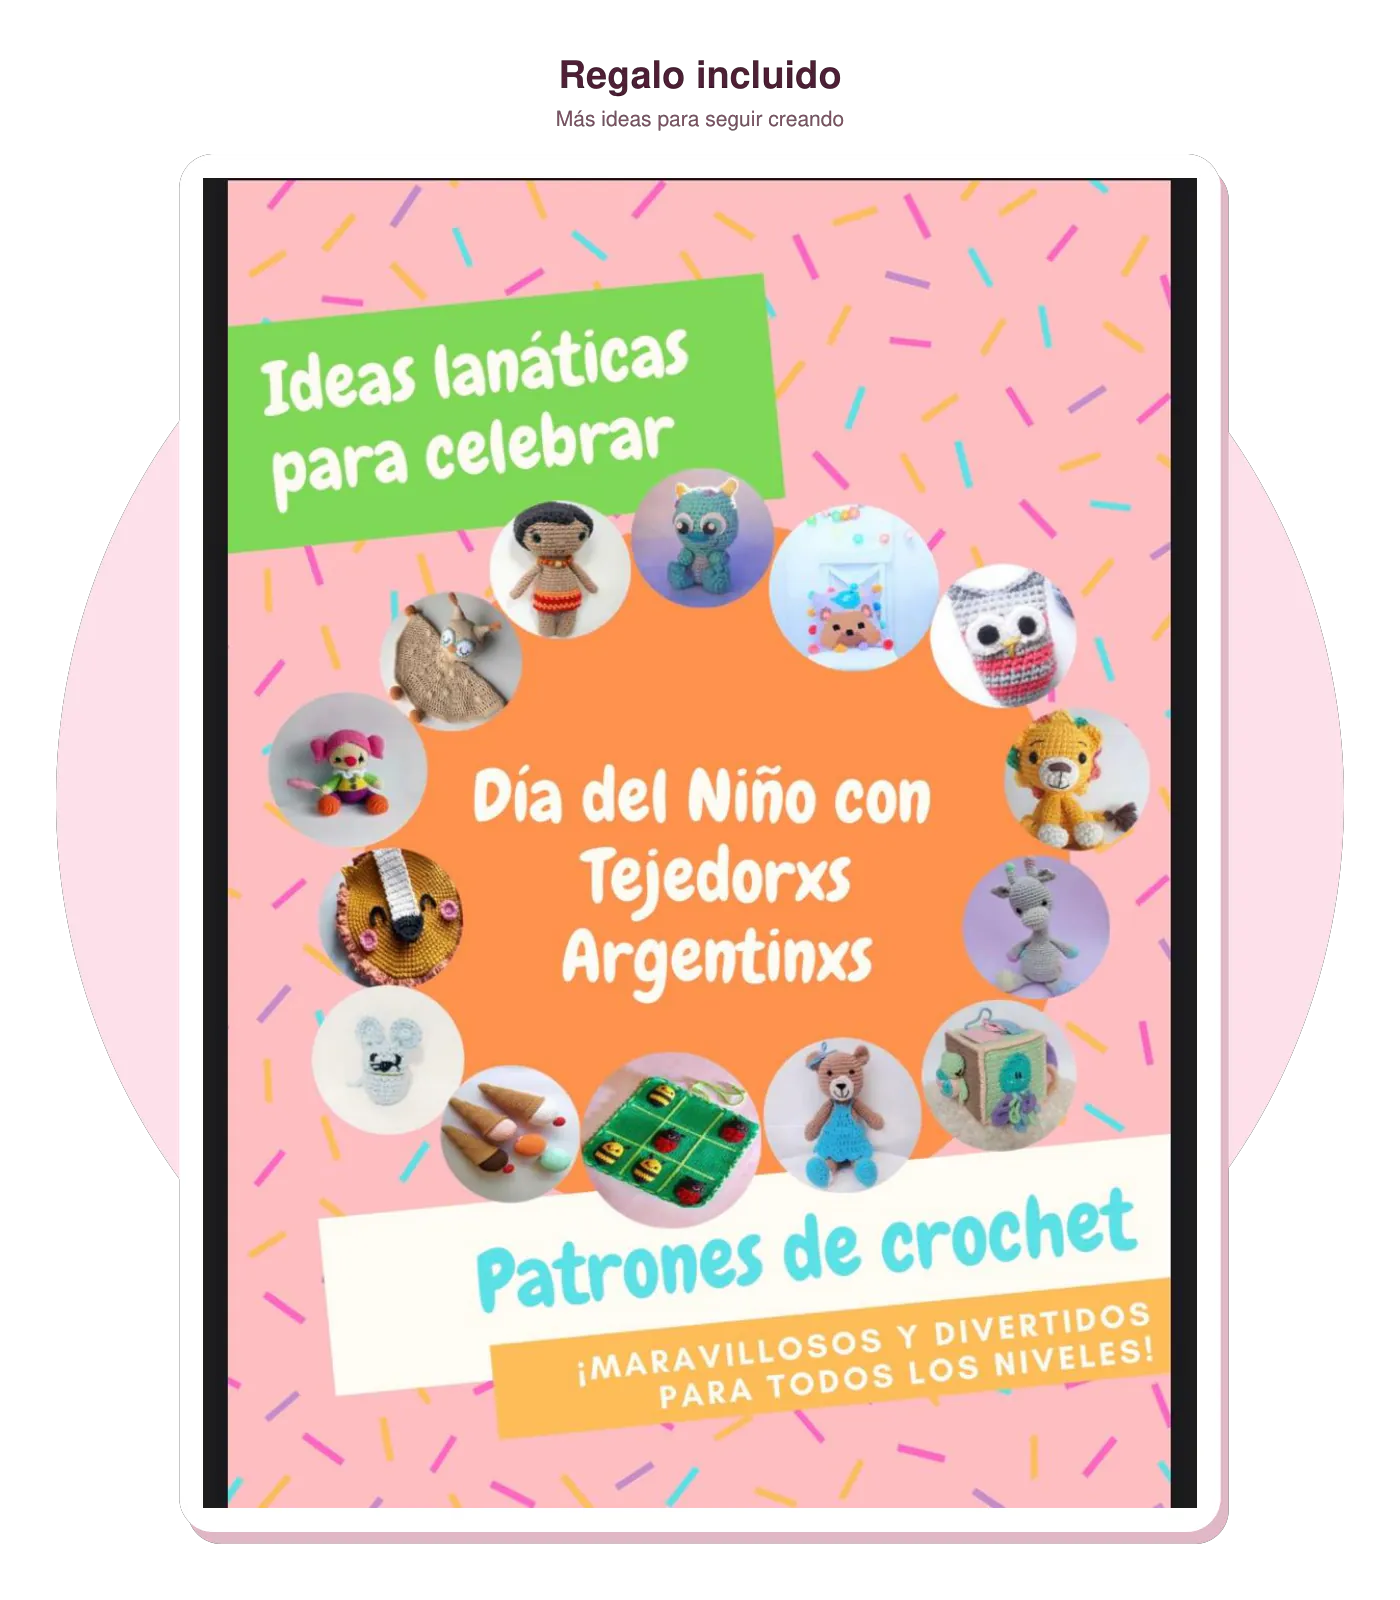 Regalo incluido
Más ideas para seguir creando
Ideas lanáticas
para celebrar
Día del Niño con
Tejedorxs
Argentinxs
Patrones de crochet
¡MARAVILLOSOS Y DIVERTIDOS
PARA TODOS LOS NIVELES!